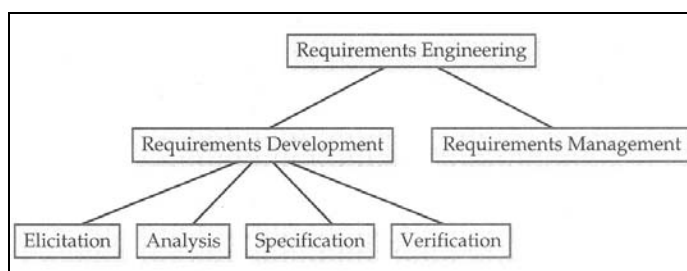 Requirements Engineering
Requirements Development
Requirements Management
Elicitation
Analysis
Specification
Verification